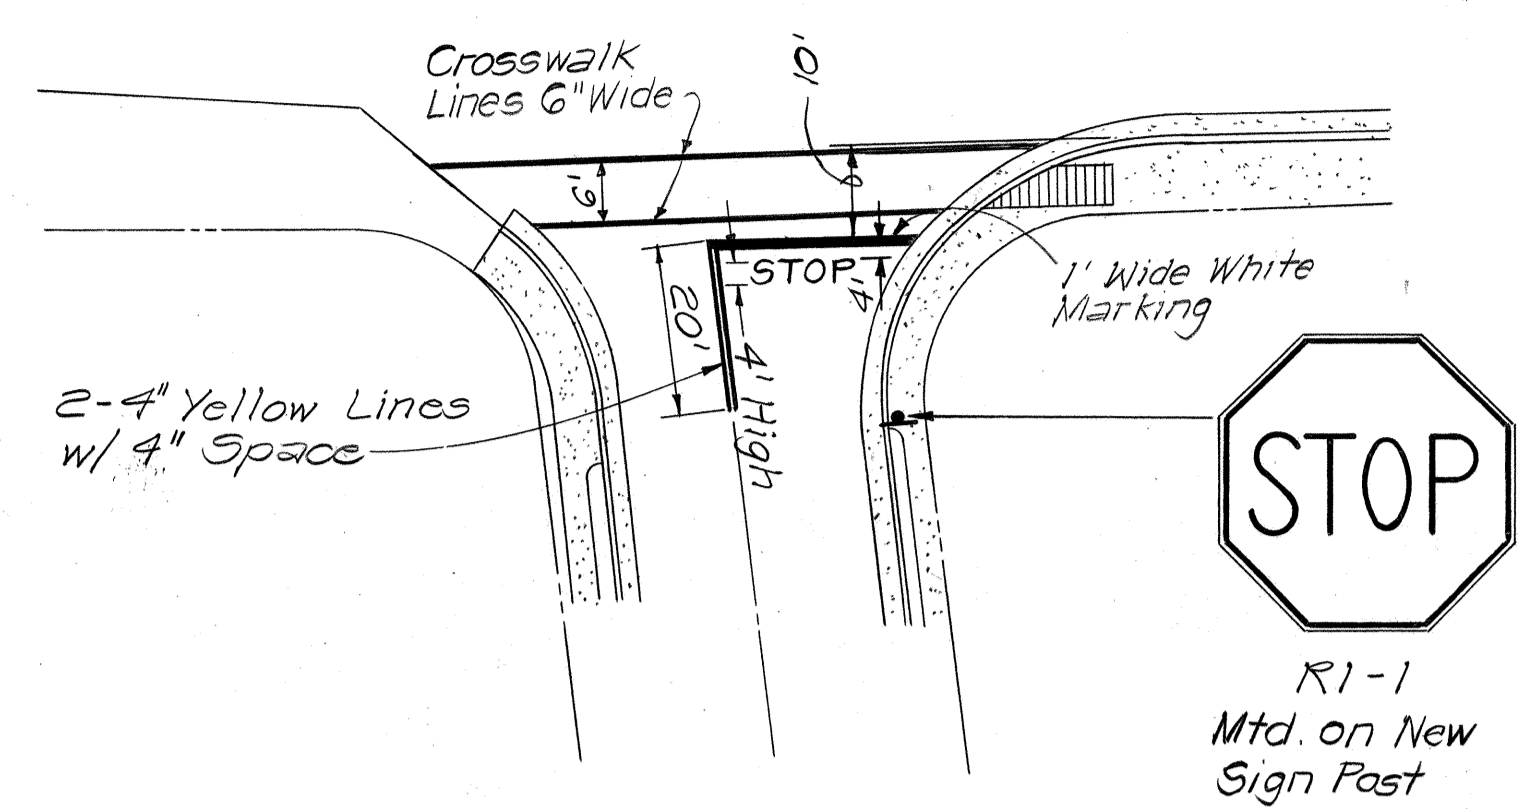 Crosswalk
Lines 6" Wide
10'
6'
STOP
4'
1' Wide White
Marking
20'
4' High
2-4" Yellow Lines
w/ 4" Space
STOP
R1-1
Mtd. on New
Sign Post